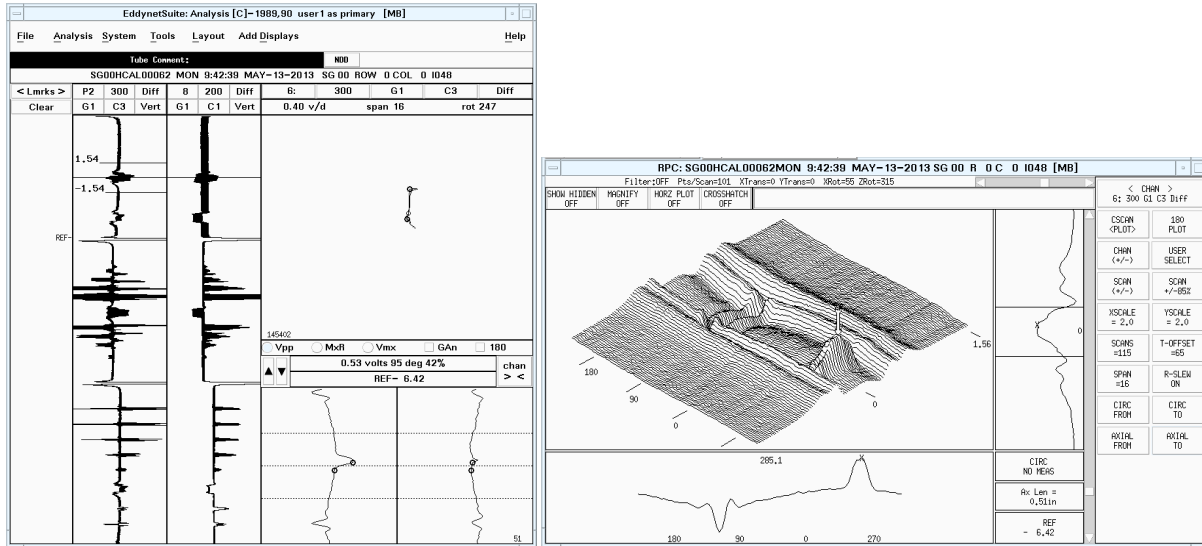 EddynetSuite: Analysis [C]-1989,90 user1 as primary [MB]
File Analysis System Tools Layout Add Displays Help
Tube Comment: NDD
SG00HCAL00062 MON 9:42:39 MAY-13-2013 SG 00 ROW 0 COL 0 I048
< Lmrks > P2 300 Diff 8 200 Diff 6: 300 G1 C3 Diff
Clear G1 C3 Vert G1 C1 Vert 0.40 v/d span 16 rot 247
1.54
-1.54
REF-
145402
Vpp MxR Vmx GAn 180
0.53 volts 95 deg 42% chan
REF- 6.42 > <
51
RPC: SG00HCAL00062MON 9:42:39 MAY-13-2013 SG 00 R 0 C 0 I048 [MB]
Filter:OFF Pts/Scan=101 XTrans=0 YTrans=0 XRot=55 ZRot=315
SHOW HIDDEN MAGNIFY HORZ PLOT CROSSHATCH
OFF OFF OFF OFF
180
90
0
0
1.56
X
0
285.1
X
180 90 0 270
CIRC
NO MEAS
Ax Len =
0.51in
REF
- 6.42
< CHAN >
6: 300 G1 C3 Diff
CSCAN 180
<PLOT> PLOT
CHAN USER
(+/-) SELECT
SCAN SCAN
(+/-) +/-85%
XSCALE YSCALE
= 2.0 = 2.0
SCANS T-OFFSET
=115 =65
SPAN R-SLEW
=16 ON
CIRC CIRC
FROM TO
AXIAL AXIAL
FROM TO